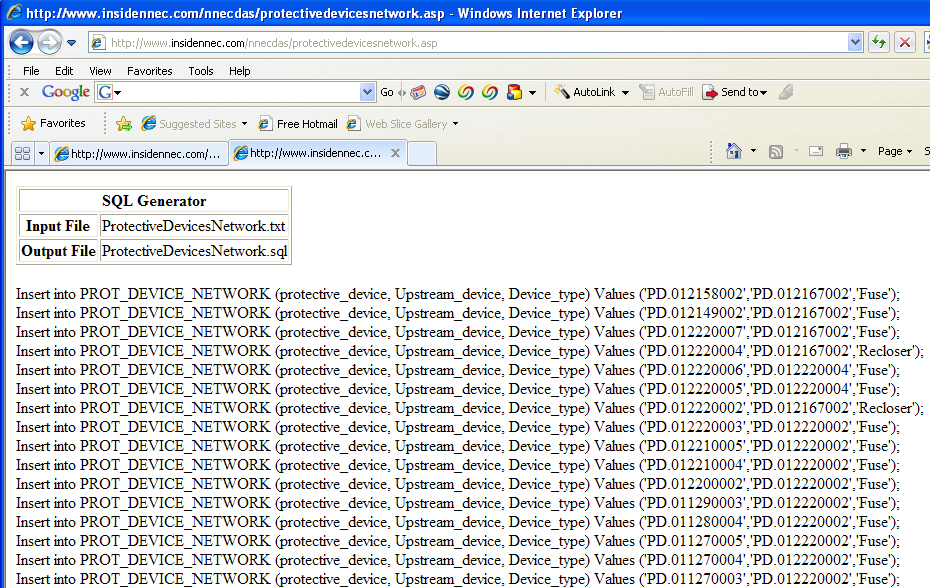 http://www.insidennec.com/nnecdas/protectivedevicesnetwork.asp - Windows Internet Explorer
http://www.insidennec.com/nnecdas/protectivedevicesnetwork.asp
File Edit View Favorites Tools Help
x Google G Go AutoLink AutoFill Send to
Favorites Suggested Sites Free Hotmail Web Slice Gallery
http://www.insidennec.com/... http://www.insidennec.c... x Page S
SQL Generator
Input File ProtectiveDevicesNetwork.txt
Output File ProtectiveDevicesNetwork.sql
Insert into PROT_DEVICE_NETWORK (protective_device, Upstream_device, Device_type) Values ('PD.012158002','PD.012167002','Fuse');
Insert into PROT_DEVICE_NETWORK (protective_device, Upstream_device, Device_type) Values ('PD.012149002','PD.012167002','Fuse');
Insert into PROT_DEVICE_NETWORK (protective_device, Upstream_device, Device_type) Values ('PD.012220007','PD.012167002','Fuse');
Insert into PROT_DEVICE_NETWORK (protective_device, Upstream_device, Device_type) Values ('PD.012220004','PD.012167002','Recloser');
Insert into PROT_DEVICE_NETWORK (protective_device, Upstream_device, Device_type) Values ('PD.012220006','PD.012220004','Fuse');
Insert into PROT_DEVICE_NETWORK (protective_device, Upstream_device, Device_type) Values ('PD.012220005','PD.012220004','Fuse');
Insert into PROT_DEVICE_NETWORK (protective_device, Upstream_device, Device_type) Values ('PD.012220002','PD.012167002','Recloser');
Insert into PROT_DEVICE_NETWORK (protective_device, Upstream_device, Device_type) Values ('PD.012220003','PD.012220002','Fuse');
Insert into PROT_DEVICE_NETWORK (protective_device, Upstream_device, Device_type) Values ('PD.012210005','PD.012220002','Fuse');
Insert into PROT_DEVICE_NETWORK (protective_device, Upstream_device, Device_type) Values ('PD.012210004','PD.012220002','Fuse');
Insert into PROT_DEVICE_NETWORK (protective_device, Upstream_device, Device_type) Values ('PD.012200002','PD.012220002','Fuse');
Insert into PROT_DEVICE_NETWORK (protective_device, Upstream_device, Device_type) Values ('PD.011290003','PD.012220002','Fuse');
Insert into PROT_DEVICE_NETWORK (protective_device, Upstream_device, Device_type) Values ('PD.011280004','PD.012220002','Fuse');
Insert into PROT_DEVICE_NETWORK (protective_device, Upstream_device, Device_type) Values ('PD.011270005','PD.012220002','Fuse');
Insert into PROT_DEVICE_NETWORK (protective_device, Upstream_device, Device_type) Values ('PD.011270004','PD.012220002','Fuse');
Insert into PROT_DEVICE_NETWORK (protective_device, Upstream_device, Device_type) Values ('PD.011270003','PD.012220002','Fuse');